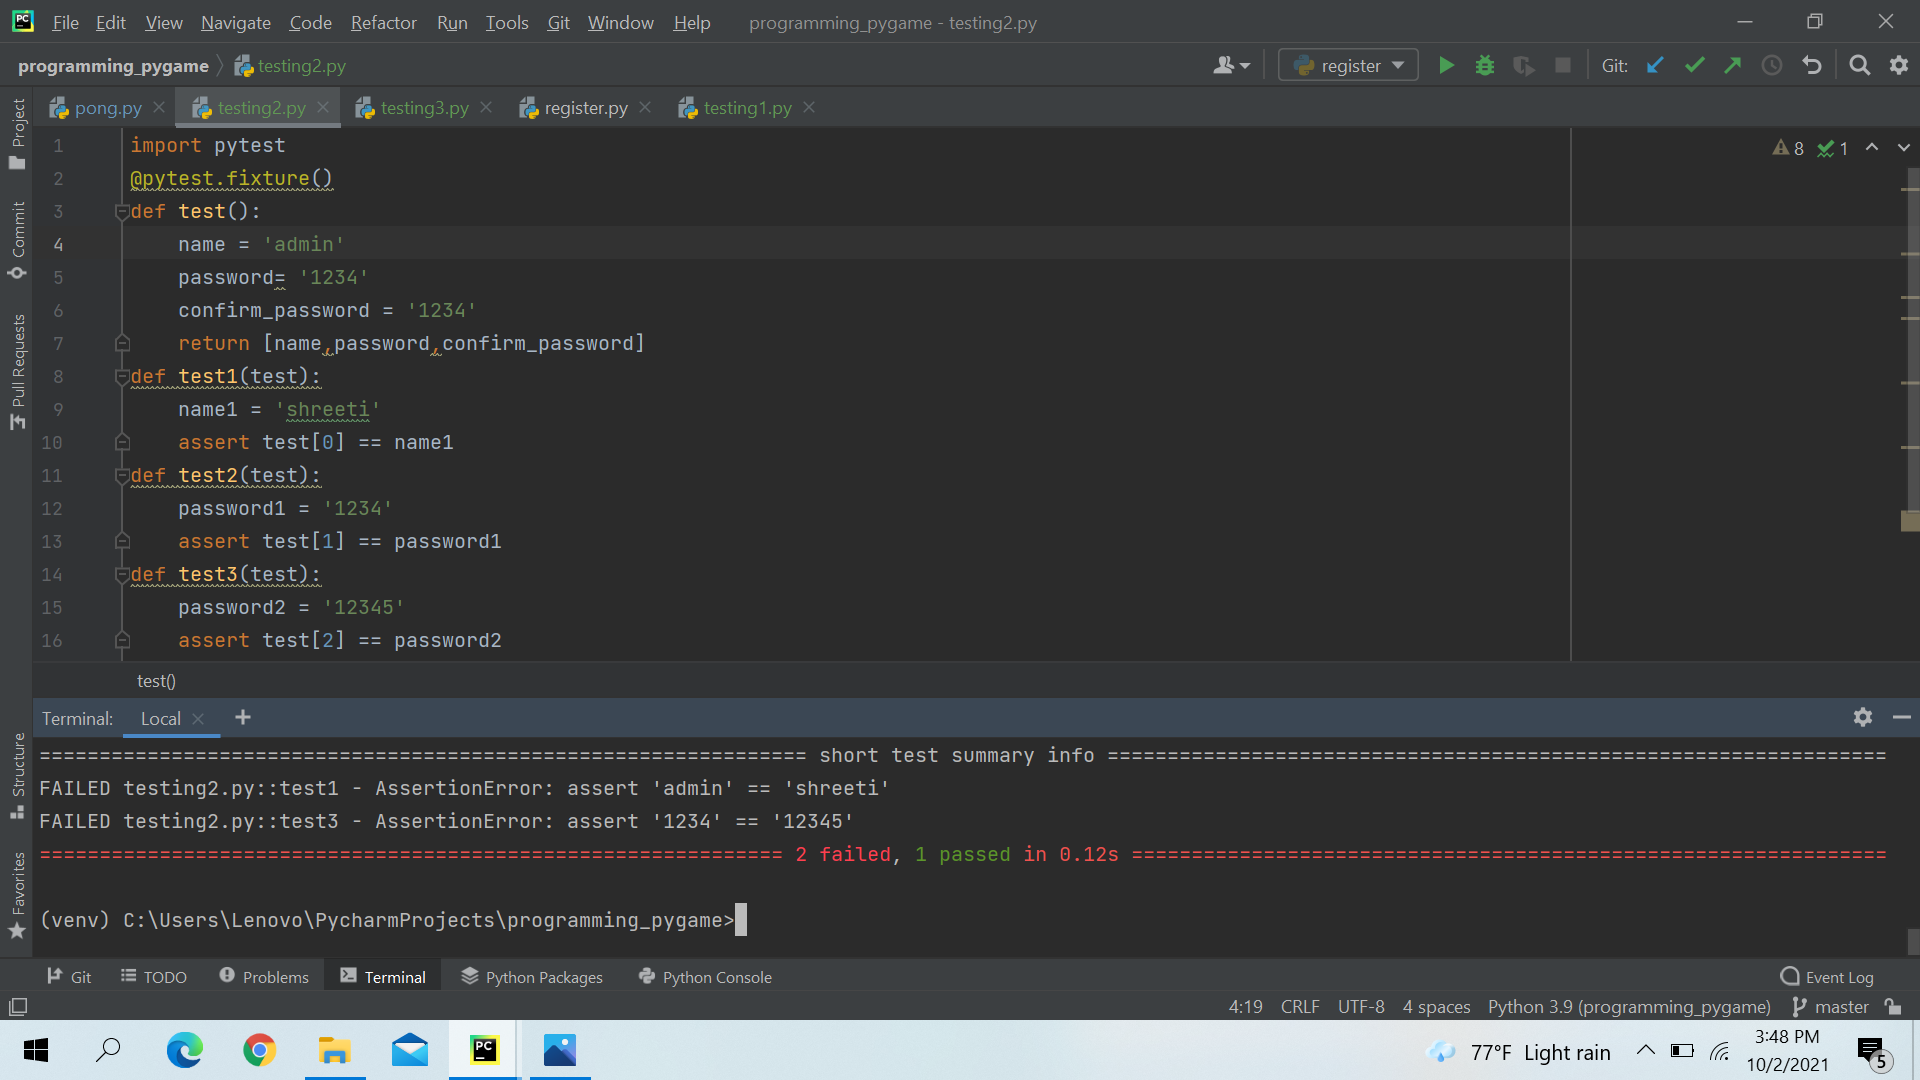 PC File Edit View Navigate Code Refactor Run Tools Git Window Help programming_pygame - testing2.py
programming_pygame testing2.py register Git:
pong.py testing2.py testing3.py register.py testing1.py
Project
Commit
Pull Requests
Structure
Favorites
8 1
1 import pytest
2 @pytest.fixture()
3 def test():
4     name = 'admin'
5     password= '1234'
6     confirm_password = '1234'
7     return [name,password,confirm_password]
8 def test1(test):
9     name1 = 'shreeti'
10     assert test[0] == name1
11 def test2(test):
12     password1 = '1234'
13     assert test[1] == password1
14 def test3(test):
15     password2 = '12345'
16     assert test[2] == password2
test()
Terminal: Local +
================================================================ short test summary info =================================================================
FAILED testing2.py::test1 - AssertionError: assert 'admin' == 'shreeti'
FAILED testing2.py::test3 - AssertionError: assert '1234' == '12345'
============================================================== 2 failed, 1 passed in 0.12s ===============================================================
(venv) C:\Users\Lenovo\PycharmProjects\programming_pygame>
Git TODO Problems Terminal Python Packages Python Console Event Log
4:19 CRLF UTF-8 4 spaces Python 3.9 (programming_pygame) master
PC 77°F Light rain 3:48 PM
10/2/2021 5